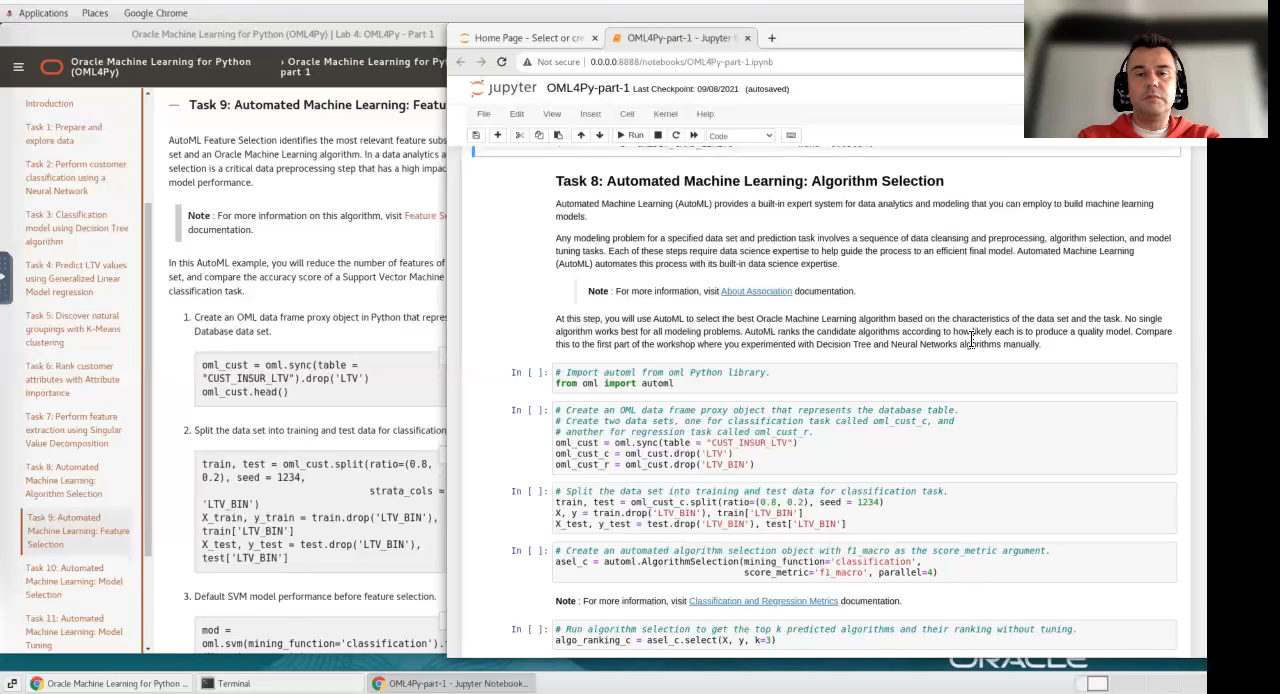 Applications Places Google Chrome
Oracle Machine Learning for Python (OML4Py) | Lab 4: OML4Py - Part 1
Oracle Machine Learning for Python (OML4Py)
› Oracle Machine Learning for Py
part 1
Introduction
Task 1: Prepare and
explore data
Task 2: Perform customer
classification using a
Neural Network
Task 3: Classification
model using Decision Tree
algorithm
Task 4: Predict LTV values
using Generalized Linear
Model regression
Task 5: Discover natural
groupings with K-Means
clustering
Task 6: Rank customer
attributes with Attribute
Importance
Task 7: Perform feature
extraction using Singular
Value Decomposition
Task 8: Automated
Machine Learning:
Algorithm Selection
Task 9: Automated
Machine Learning: Feature
Selection
Task 10: Automated
Machine Learning: Model
Selection
Task 11: Automated
Machine Learning: Model
Tuning
Task 9: Automated Machine Learning: Featu
AutoML Feature Selection identifies the most relevant feature subs
set and an Oracle Machine Learning algorithm. In a data analytics a
selection is a critical data preprocessing step that has a high impac
model performance.
Note : For more information on this algorithm, visit Feature Se
documentation.
In this AutoML example, you will reduce the number of features of
set, and compare the accuracy score of a Support Vector Machine
classification task.
1. Create an OML data frame proxy object in Python that repre
Database data set.
oml_cust = oml.sync(table =
"CUST_INSUR_LTV").drop('LTV')
oml_cust.head()
2. Split the data set into training and test data for classification
train, test = oml_cust.split(ratio=(0.8,
0.2), seed = 1234,
strata_cols =
'LTV_BIN')
X_train, y_train = train.drop('LTV_BIN'),
train['LTV_BIN']
X_test, y_test = test.drop('LTV_BIN'),
test['LTV_BIN']
3. Default SVM model performance before feature selection.
mod =
oml.svm(mining_function='classification').
Home Page - Select or cre
OML4Py-part-1 - Jupyter N
Not secure | 0.0.0.0:8888/notebooks/OML4Py-part-1.ipynb
jupyter OML4Py-part-1 Last Checkpoint: 09/08/2021 (autosaved)
File Edit View Insert Cell Kernel Help
Run Code
Task 8: Automated Machine Learning: Algorithm Selection
Automated Machine Learning (AutoML) provides a built-in expert system for data analytics and modeling that you can employ to build machine learning
models.
Any modeling problem for a specified data set and prediction task involves a sequence of data cleansing and preprocessing, algorithm selection, and model
tuning tasks. Each of these steps require data science expertise to help guide the process to an efficient final model. Automated Machine Learning
(AutoML) automates this process with its built-in data science expertise.
Note : For more information, visit About Association documentation.
At this step, you will use AutoML to select the best Oracle Machine Learning algorithm based on the characteristics of the data set and the task. No single
algorithm works best for all modeling problems. AutoML ranks the candidate algorithms according to how likely each is to produce a quality model. Compare
this to the first part of the workshop where you experimented with Decision Tree and Neural Networks algorithms manually.
In [ ]: # Import automl from oml Python library.
from oml import automl
In [ ]: # Create an OML data frame proxy object that represents the database table.
# Create two data sets, one for classification task called oml_cust_c, and
# another for regression task called oml_cust_r.
oml_cust = oml.sync(table = "CUST_INSUR_LTV")
oml_cust_c = oml_cust.drop('LTV')
oml_cust_r = oml_cust.drop('LTV_BIN')
In [ ]: # Split the data set into training and test data for classification task.
train, test = oml_cust_c.split(ratio=(0.8, 0.2), seed = 1234)
X, y = train.drop('LTV_BIN'), train['LTV_BIN']
X_test, y_test = test.drop('LTV_BIN'), test['LTV_BIN']
In [ ]: # Create an automated algorithm selection object with f1_macro as the score_metric argument.
asel_c = automl.AlgorithmSelection(mining_function='classification',
score_metric='f1_macro', parallel=4)
Note : For more information, visit Classification and Regression Metrics documentation.
In [ ]: # Run algorithm selection to get the top k predicted algorithms and their ranking without tuning.
algo_ranking_c = asel_c.select(X, y, k=3)
ORACLE
Oracle Machine Learning for Python ...
Terminal
OML4Py-part-1 - Jupyter Notebook...